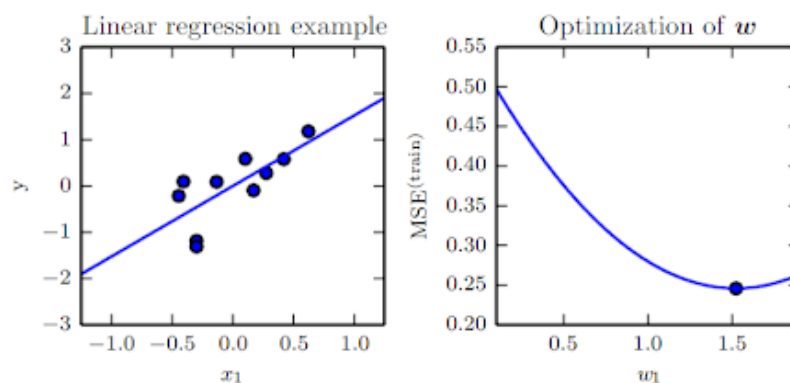 Linear regression example
3
2
1
0
−1
−2
−3
y
−1.0 −0.5 0.0 0.5 1.0
x1
Optimization of w
0.55
0.50
0.45
0.40
0.35
0.30
0.25
0.20
MSE(train)
0.5 1.0 1.5
w1